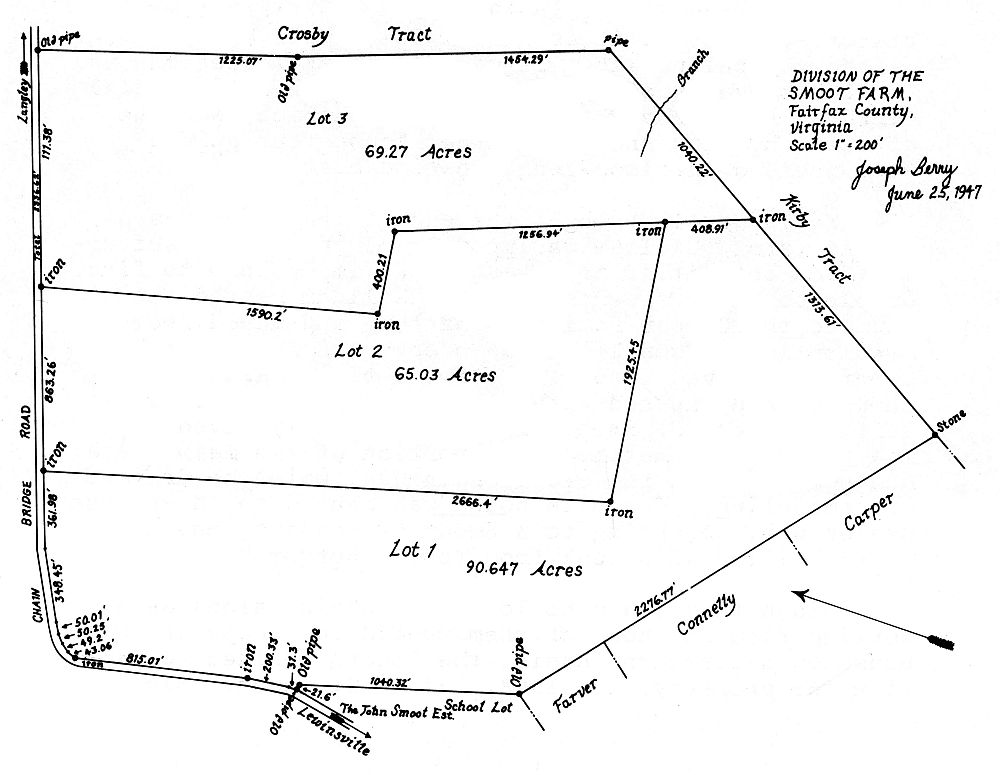 DIVISION OF THE
SMOOT FARM,
Fairfax County,
Virginia
Scale 1"=200'
Joseph Berry
June 25, 1947
Crosby Tract
Old pipe
1225.07'
Old pipe
1454.29'
Pipe
Branch
Langley
Lot 3
69.27 Acres
1040.22'
Kirby
Tract
iron
408.91'
iron
1256.94'
iron
400.21
iron
1590.2'
iron
Total
Lot 2
65.03 Acres
1925.45
1313.61'
Stone
863.26'
iron
2666.4'
iron
CHAIN BRIDGE ROAD
361.98'
348.45'
Lot 1
90.647 Acres
Carper
Connelly
2276.77'
Farver
50.01'
50.25'
49.2'
43.06'
iron
815.07'
iron
200.33'
37.3'
Old pipe
21.6'
Old pipe
1040.32'
Old pipe
The John Smoot Est.
School Lot
Lewinsville